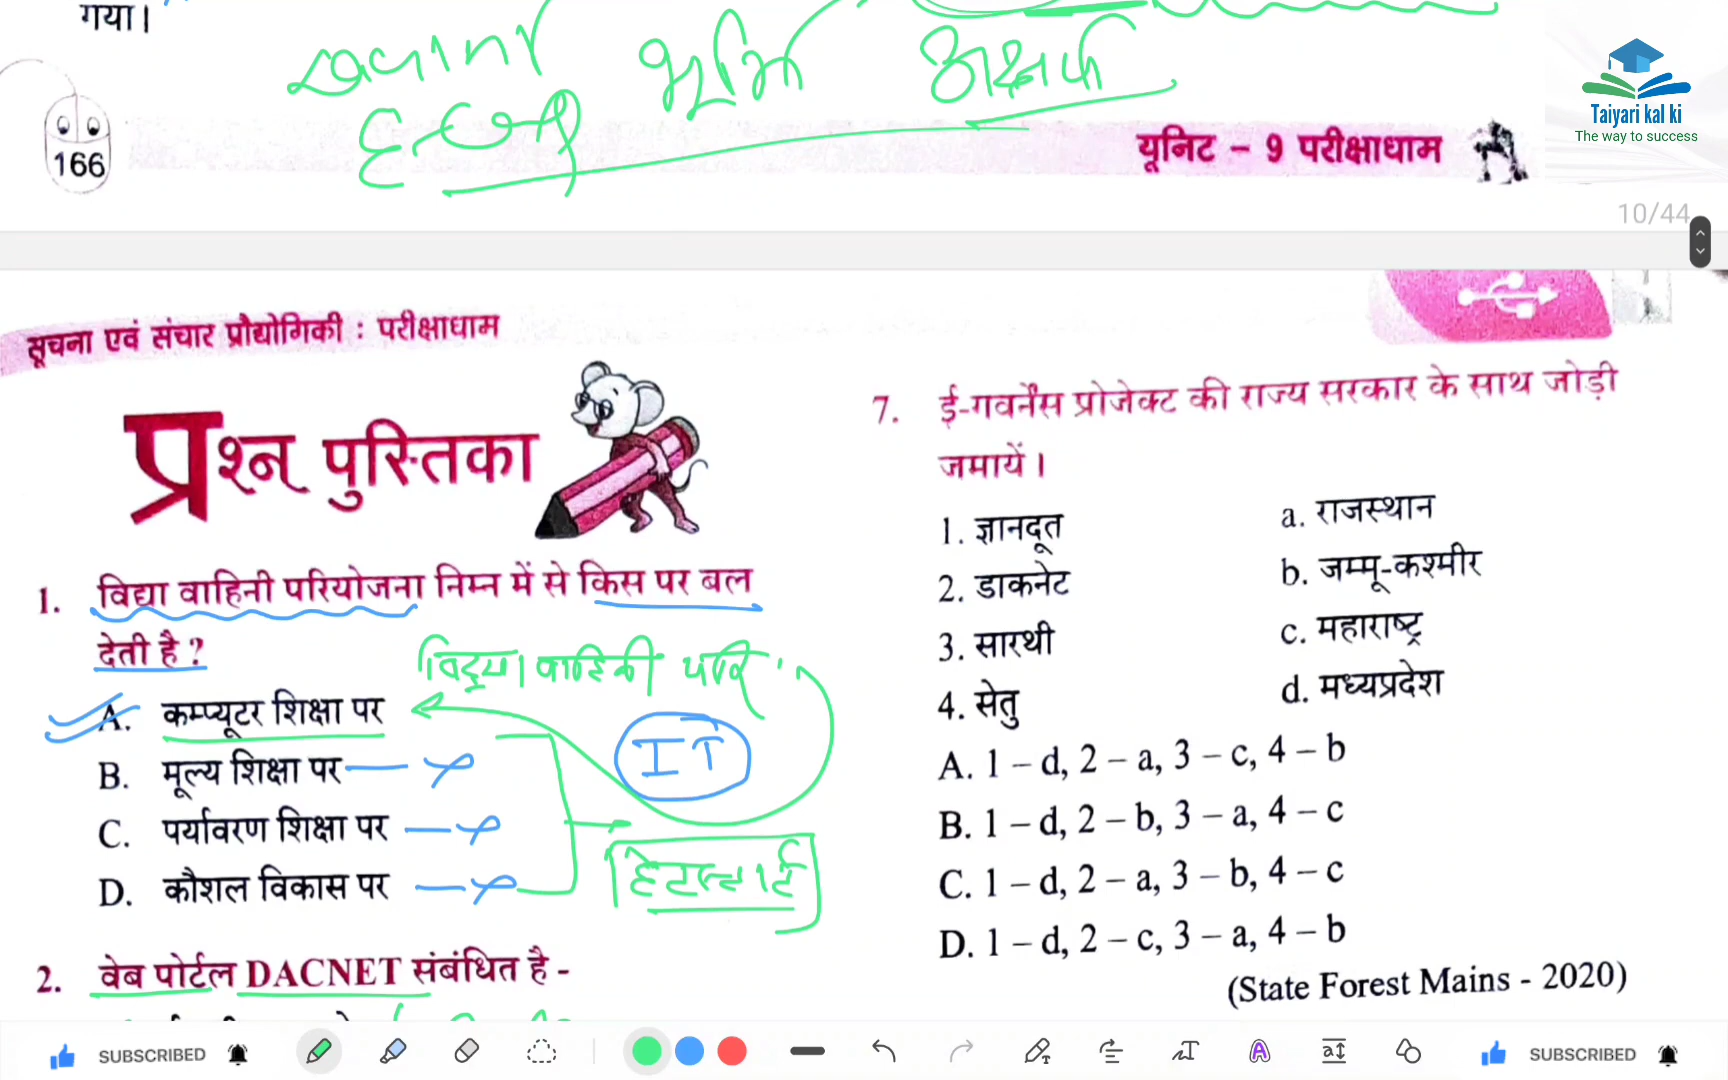 गया।
भूमि
166
यूनिट – 9 परीक्षाधाम
Taiyari kal ki
The way to success
10/44
सूचना एवं संचार प्रौद्योगिकी : परीक्षाधाम
प्रश्न पुस्तिका
1. विद्या वाहिनी परियोजना निम्न में से किस पर बल
देती है ?
विद्या वाहिनी परि
A. कम्प्यूटर शिक्षा पर
IT
B. मूल्य शिक्षा पर
C. पर्यावरण शिक्षा पर
D. कौशल विकास पर
2. वेब पोर्टल DACNET संबंधित है -
7. ई-गवर्नेंस प्रोजेक्ट की राज्य सरकार के साथ जोड़ी
जमायें।
1. ज्ञानदूत a. राजस्थान
2. डाकनेट b. जम्मू-कश्मीर
3. सारथी c. महाराष्ट्र
4. सेतु d. मध्यप्रदेश
A. 1 – d, 2 – a, 3 – c, 4 – b
B. 1 – d, 2 – b, 3 – a, 4 – c
C. 1 – d, 2 – a, 3 – b, 4 – c
D. 1 – d, 2 – c, 3 – a, 4 – b
(State Forest Mains - 2020)
SUBSCRIBED
SUBSCRIBED